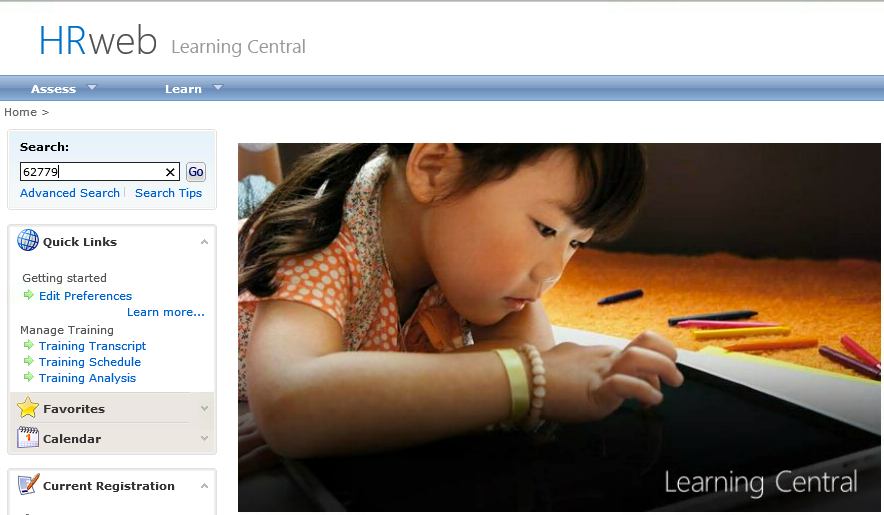 HRweb Learning Central
Assess Learn
Home >
Search:
62779 × Go
Advanced Search Search Tips
Quick Links
Getting started
Edit Preferences
Learn more...
Manage Training
Training Transcript
Training Schedule
Training Analysis
Favorites
1 Calendar
Current Registration
Learning Central